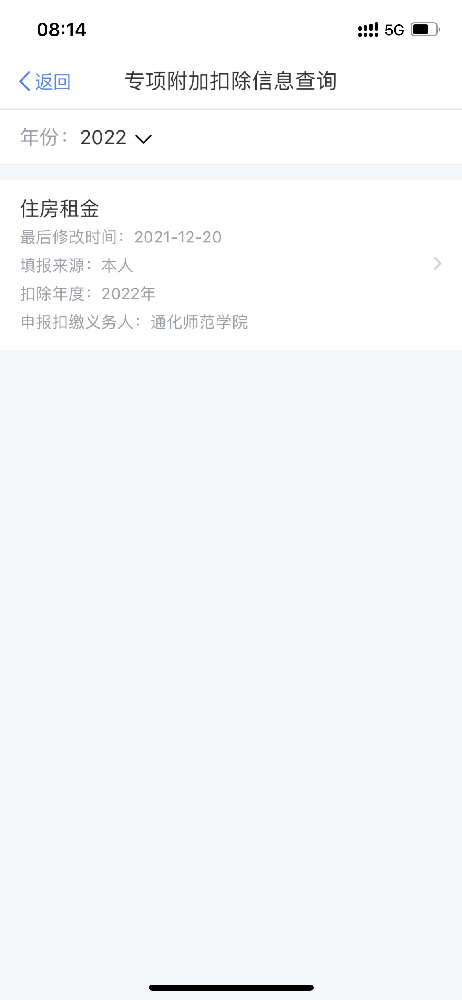 08:14
5G
返回
专项附加扣除信息查询
年份：2022
住房租金
最后修改时间：2021-12-20
填报来源：本人
扣除年度：2022年
申报扣缴义务人：通化师范学院